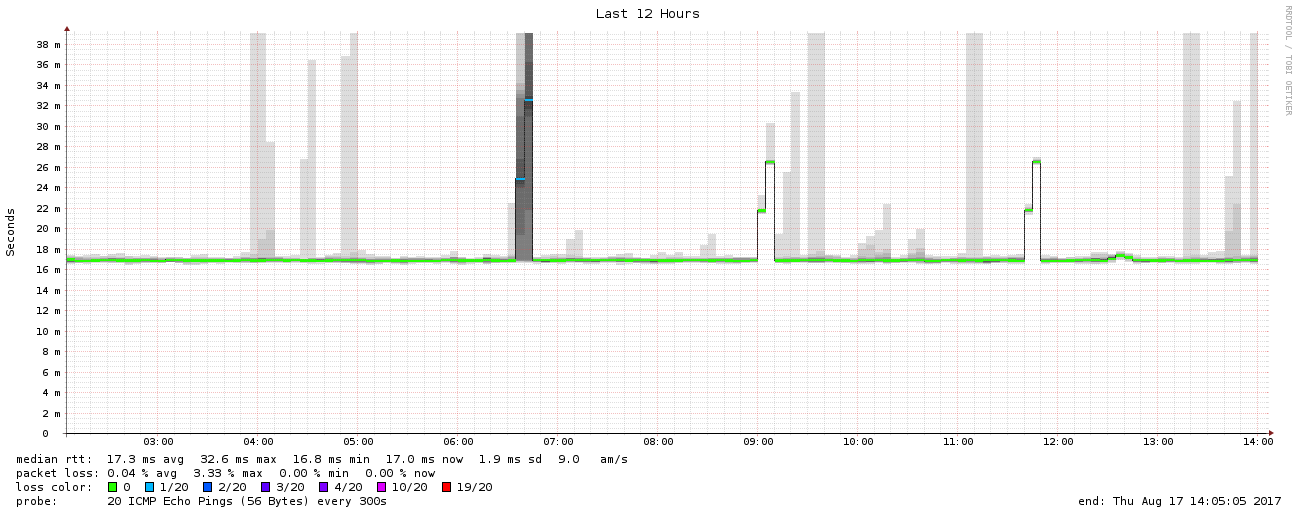 Last 12 Hours
RRDTOOL / TOBI OETIKER
Seconds
38 m
36 m
34 m
32 m
30 m
28 m
26 m
24 m
22 m
20 m
18 m
16 m
14 m
12 m
10 m
8 m
6 m
4 m
2 m
0
03:00 04:00 05:00 06:00 07:00 08:00 09:00 10:00 11:00 12:00 13:00 14:00
median rtt: 17.3 ms avg 32.6 ms max 16.8 ms min 17.0 ms now 1.9 ms sd 9.0 am/s
packet loss: 0.04 % avg 3.33 % max 0.00 % min 0.00 % now
loss color: 0 1/20 2/20 3/20 4/20 10/20 19/20
probe: 20 ICMP Echo Pings (56 Bytes) every 300s end: Thu Aug 17 14:05:05 2017